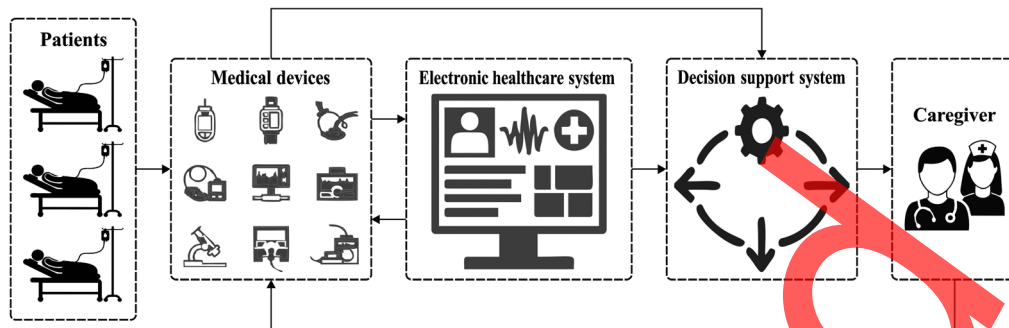 Patients
Medical devices
Electronic healthcare system
Decision support system
Caregiver